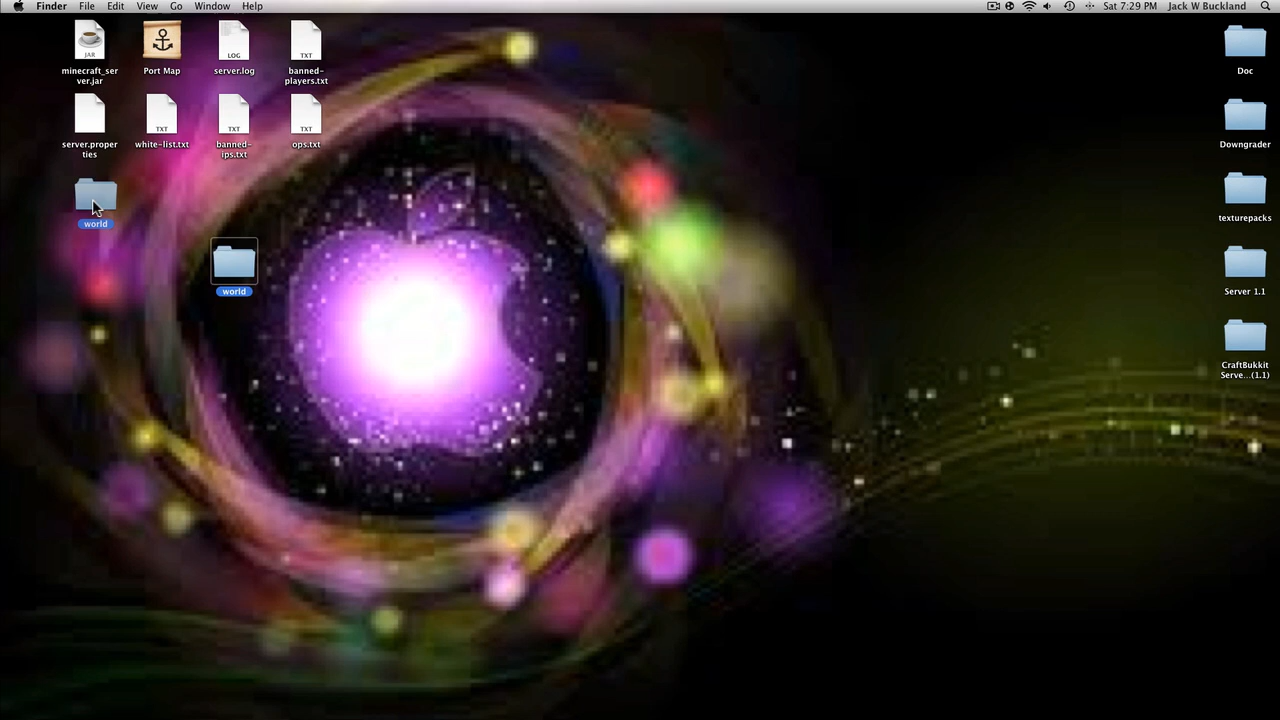 Finder File Edit View Go Window Help Sat 7:29 PM Jack W Buckland
JAR
minecraft_ser
ver.jar
Port Map
LOG
server.log
TXT
banned-
players.txt
server.proper
ties
TXT
white-list.txt
TXT
banned-
ips.txt
TXT
ops.txt
world
world
Doc
Downgrader
texturepacks
Server 1.1
CraftBukkit
Serve...(1.1)